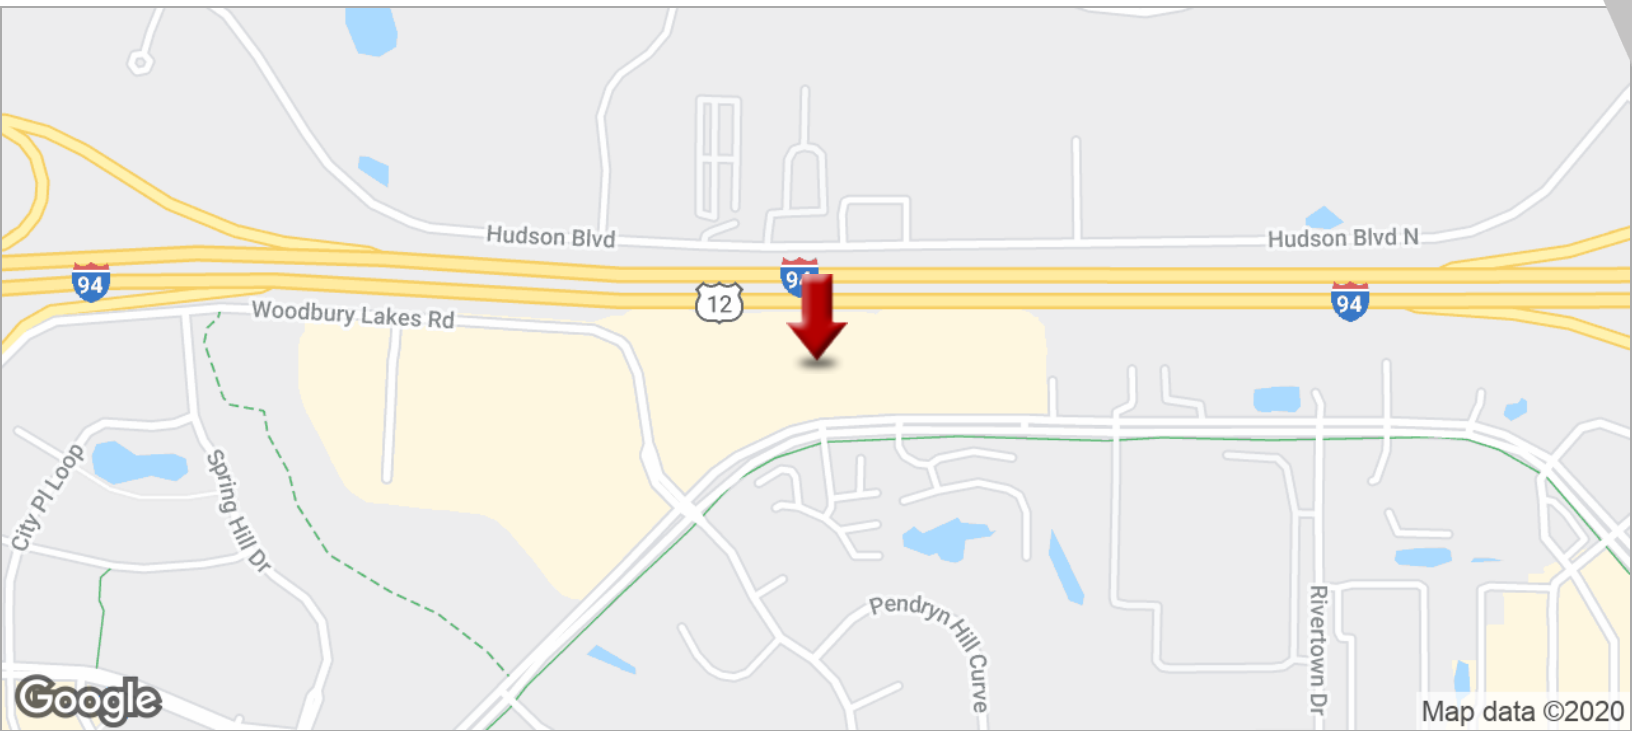 Hudson Blvd
Hudson Blvd N
94
94
94
12
Woodbury Lakes Rd
City Pl Loop
Spring Hill Dr
Pendryn Hill Curve
Rivertown Dr
Google
Map data ©2020